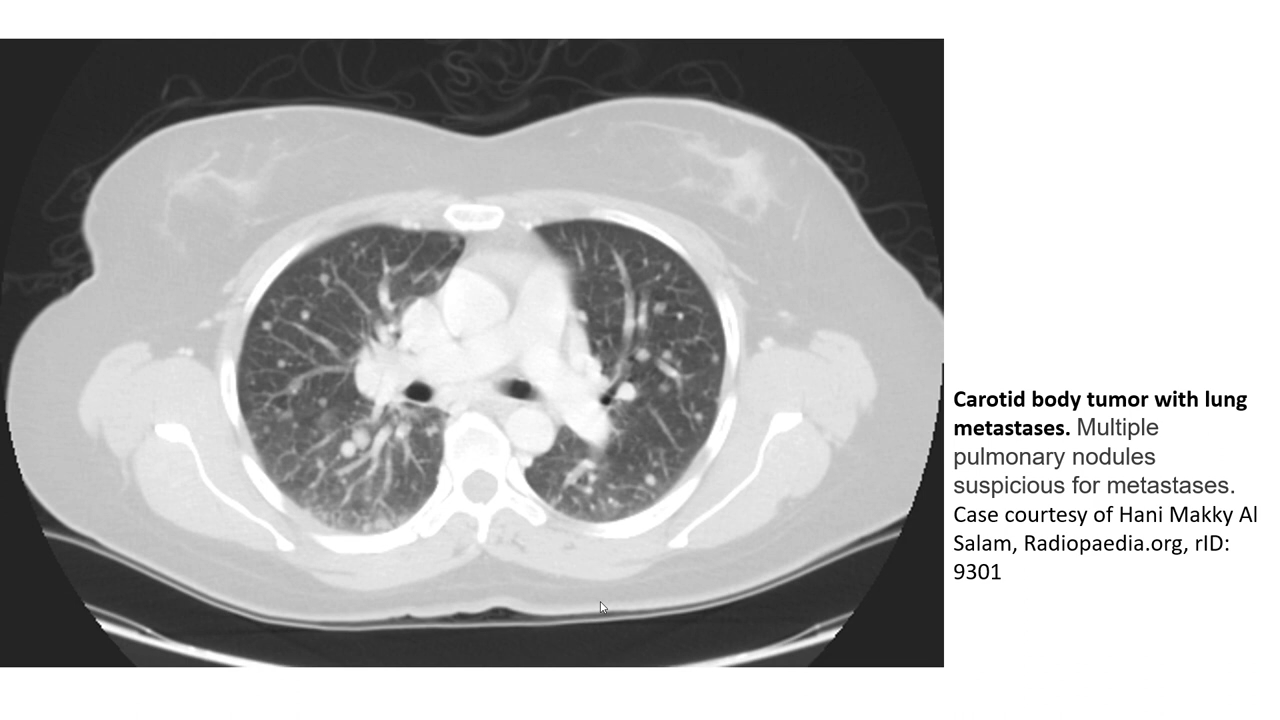 Carotid body tumor with lung
metastases. Multiple
pulmonary nodules
suspicious for metastases.
Case courtesy of Hani Makky Al
Salam, Radiopaedia.org, rID:
9301